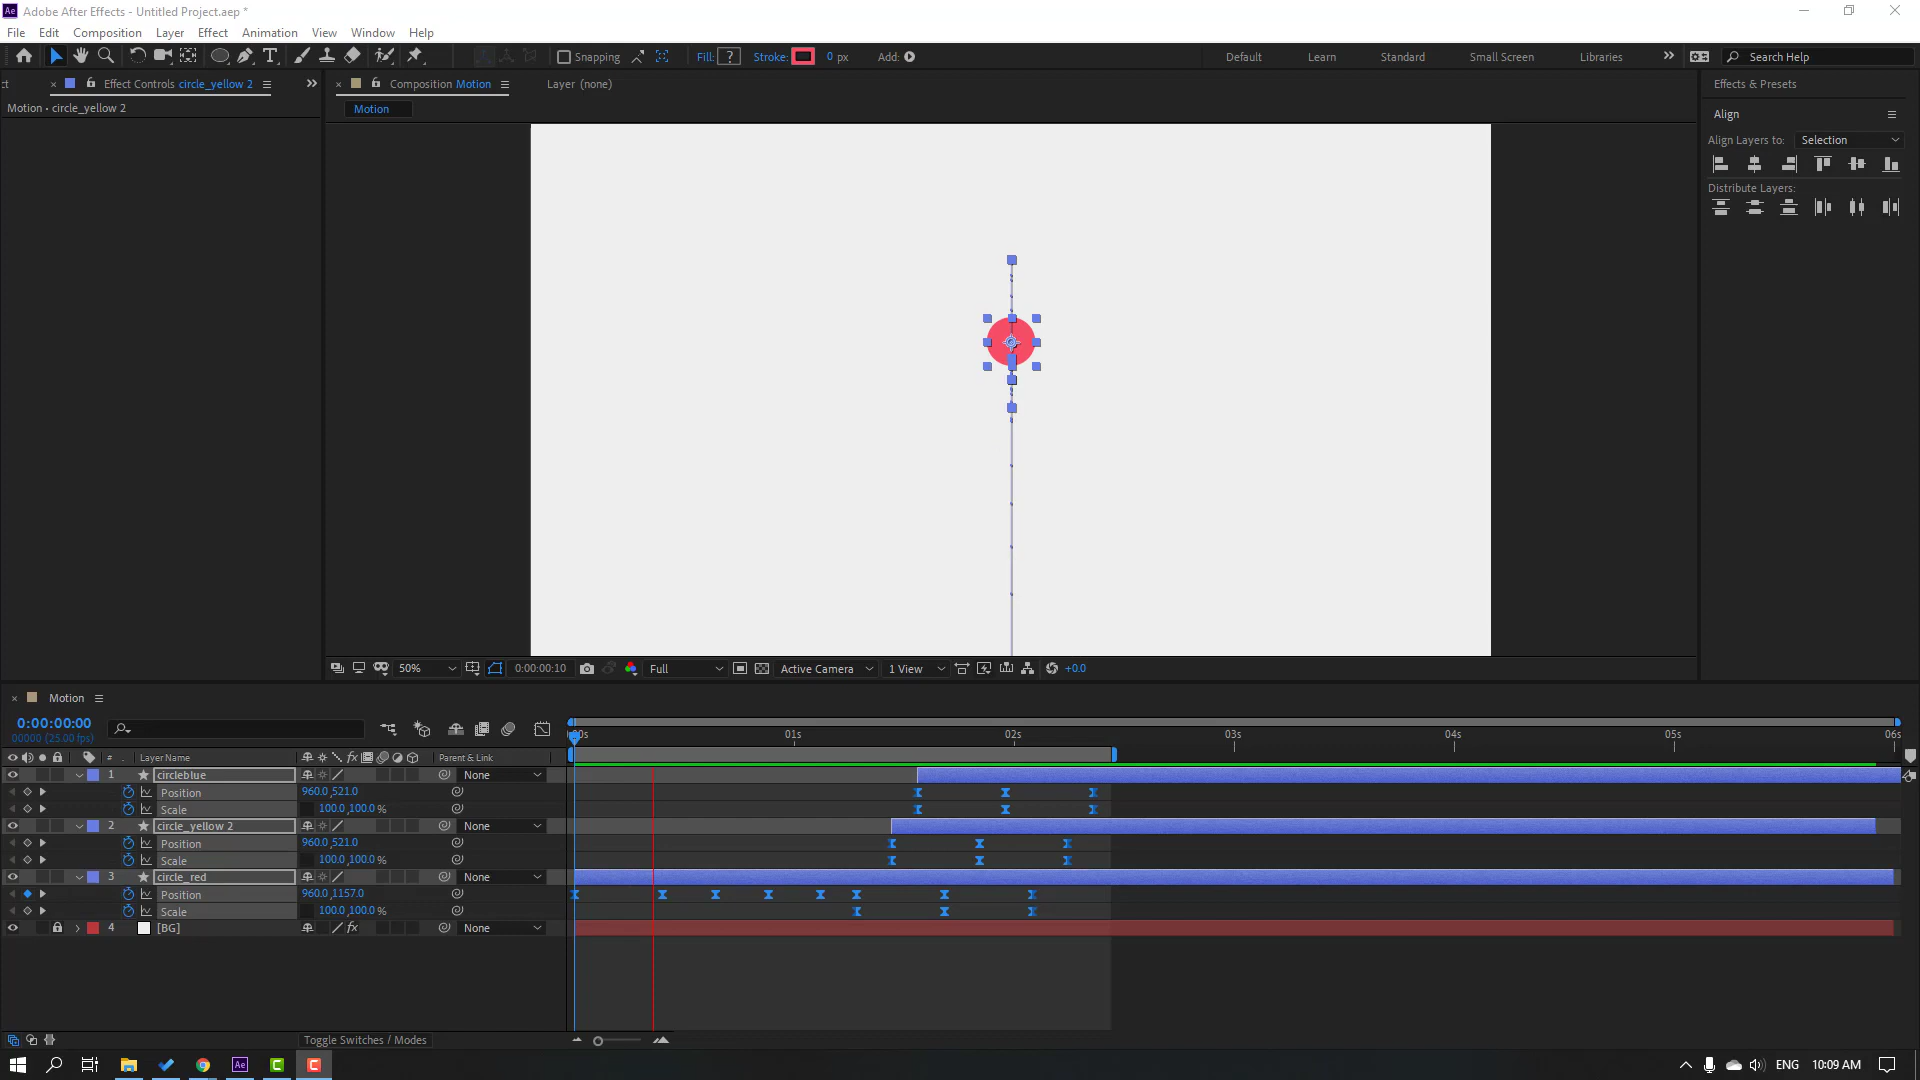 Adobe After Effects - Untitled Project.aep *
File Edit Composition Layer Effect Animation View Window Help
Snapping Fill: ? Stroke: 0 px Add: Default Learn Standard Small Screen Libraries Search Help
Effect Controls circle_yellow 2 Composition Motion Layer (none) Effects & Presets
Motion • circle_yellow 2 Motion
Align
Align Layers to: Selection
Distribute Layers:
50% 0:00:00:10 Full Active Camera 1 View +0.0
Motion
0:00:00:00
00000 (25.00 fps)
:00s 01s 02s 03s 04s 05s 06s
# . Layer Name fx Parent & Link
1 circleblue None
Position 960.0,521.0
Scale 100.0,100.0%
2 circle_yellow 2 None
Position 960.0,521.0
Scale 100.0,100.0%
3 circle_red None
Position 960.0,1157.0
Scale 100.0,100.0%
4 [BG] fx None
Toggle Switches / Modes
Ae C C ENG 10:09 AM